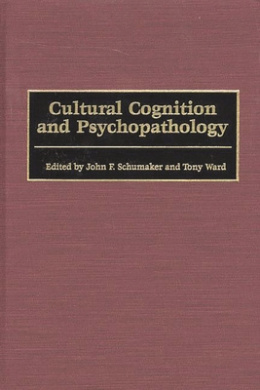 Cultural Cognition
and Psychopathology
Edited by John F. Schumaker and Tony Ward